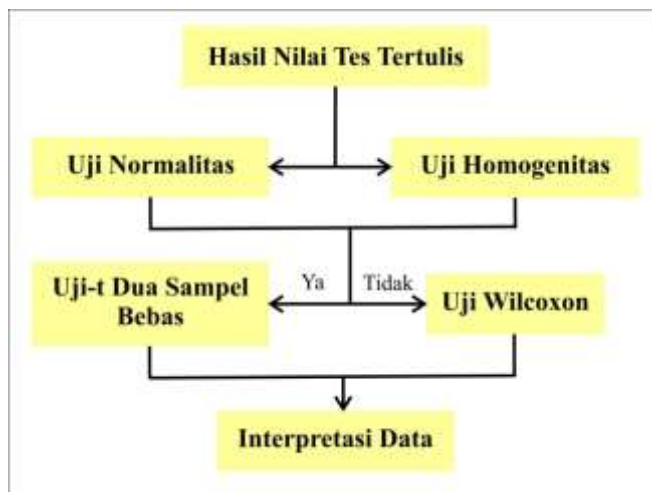 Hasil Nilai Tes Tertulis
Uji Normalitas
Uji Homogenitas
Ya
Tidak
Uji-t Dua Sampel
Bebas
Uji Wilcoxon
Interpretasi Data